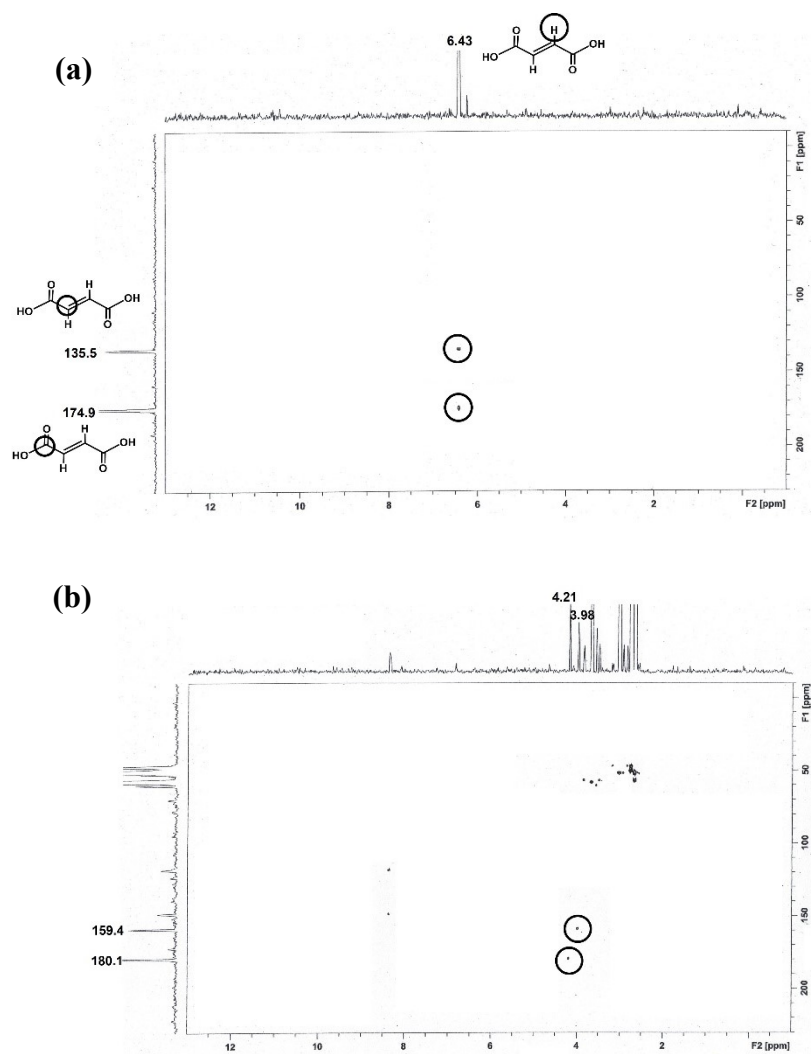 (a)
6.43
H
O
HO
OH
H
O
F1 [ppm]
50
100
150
200
O
H
HO
OH
H
O
135.5
174.9
O
H
HO
OH
H
O
12
10
8
6
4
2
F2 [ppm]
(b)
4.21
3.98
F1 [ppm]
50
100
150
200
159.4
180.1
12
10
8
6
4
2
F2 [ppm]